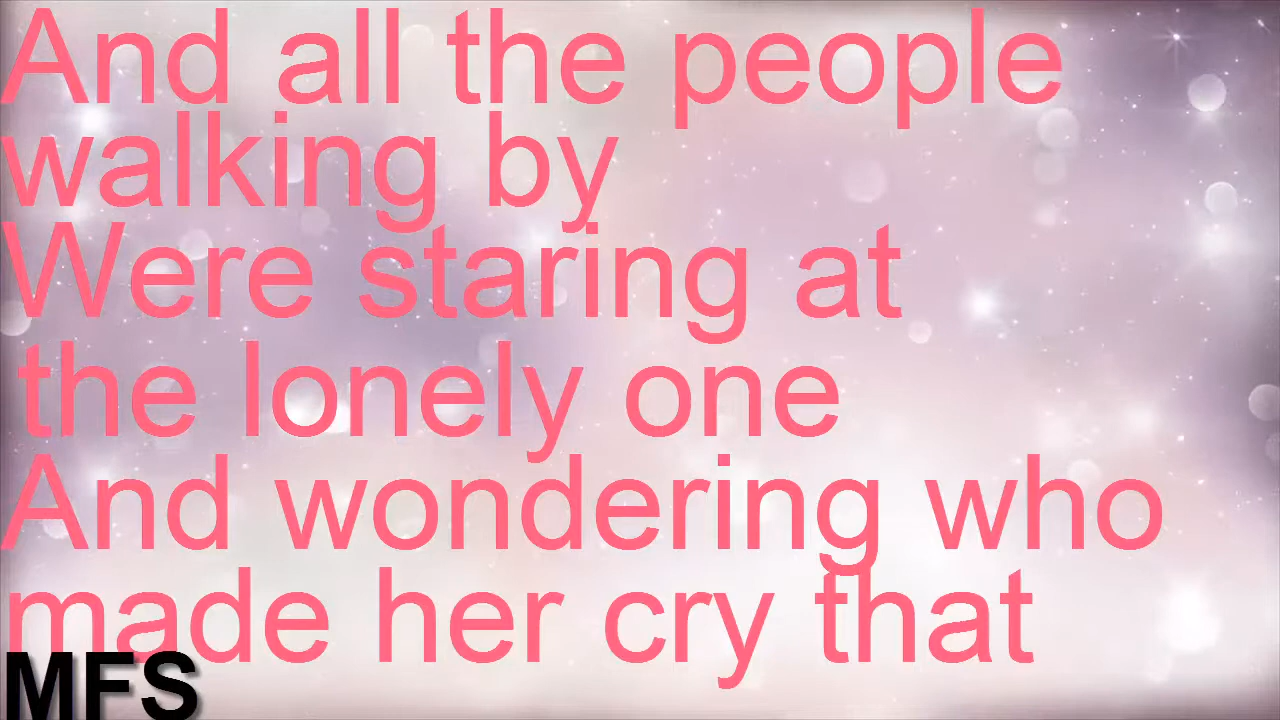 And all the people
walking by
Were staring at
the lonely one
And wondering who
made her cry that
MFS